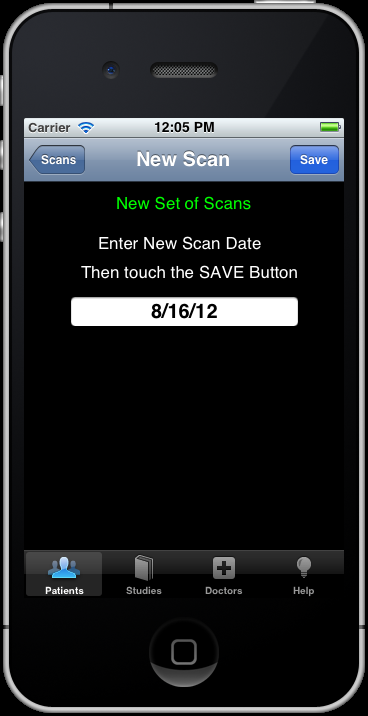 Carrier 12:05 PM
Scans New Scan Save
New Set of Scans
Enter New Scan Date
Then touch the SAVE Button
8/16/12
Patients Studies Doctors Help